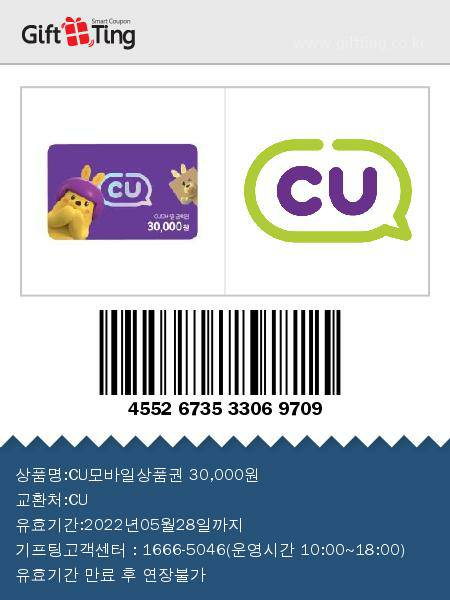 Smart Coupon
Gift Ting
www.giftting.co.kr
CU
CU
CU모바일 금액권
30,000원
4552 6735 3306 9709
상품명:CU모바일상품권 30,000원
교환처:CU
유효기간:2022년05월28일까지
기프팅고객센터 : 1666-5046(운영시간 10:00~18:00)
유효기간 만료 후 연장불가